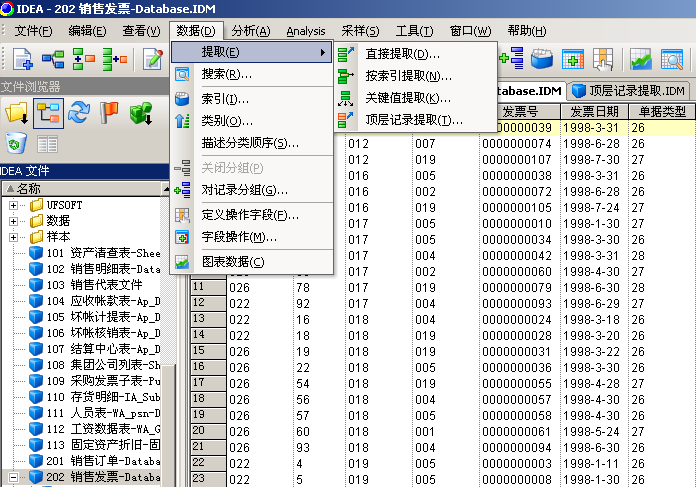 IDEA - 202 销售发票-Database.IDM
文件(F) 编辑(E) 查看(V) 数据(D) 分析(A) Analysis 采样(S) 工具(T) 窗口(W) 帮助(H)
提取(E)
搜索(R)...
索引(I)...
类别(O)...
描述分类顺序(S)...
关闭分组(P)
对记录分组(G)...
定义操作字段(F)...
字段操作(M)...
图表数据(C)
直接提取(D)...
按索引提取(N)...
关键值提取(K)...
顶层记录提取(T)...
文件浏览器
IDEA 文件
名称
UFSOFT
数据
样本
101 资产清查表-Shee
102 销售明细表-Data
103 销售代表文件
104 应收帐款表-Ap_D
105 坏帐计提表-Ap_D
106 坏帐核销表-Ap_D
107 结算中心表-Ap_D
108 集团公司列表-Sh
109 采购发票子表-Pu
110 存货明细-IA_Sub
111 人员表-WA_psn-D
112 工资数据表-WA_G
113 固定资产折旧-固
201 销售订单-Databa
202 销售发票-Databa
tabase.IDM 顶层记录提取.IDM
发票号 发票日期 单据类型
0000000039 1998-3-31 26
012 007 0000000074 1998-6-28 26
012 019 0000000107 1998-7-30 27
016 005 0000000038 1998-3-31 26
016 002 0000000072 1998-6-28 26
016 019 0000000105 1998-7-24 27
017 005 0000000010 1998-1-30 26
017 005 0000000034 1998-3-30 26
017 004 0000000042 1998-3-31 28
017 002 0000000060 1998-4-30 27
11 026 78 017 019 0000000079 1998-6-30 28
12 022 92 017 004 0000000093 1998-6-29 27
13 022 16 018 004 0000000024 1998-3-18 26
14 022 18 018 019 0000000028 1998-3-20 26
15 026 19 018 019 0000000031 1998-3-22 26
16 026 22 018 005 0000000036 1998-3-30 26
17 026 54 018 019 0000000055 1998-4-28 27
18 026 56 018 004 0000000057 1998-4-30 26
19 026 57 018 005 0000000058 1998-4-30 26
20 026 60 018 001 0000000061 1998-5-24 27
21 026 93 018 004 0000000094 1998-6-30 26
22 022 4 019 005 0000000003 1998-1-11 26
23 022 5 019 005 0000000008 1998-1-30 26